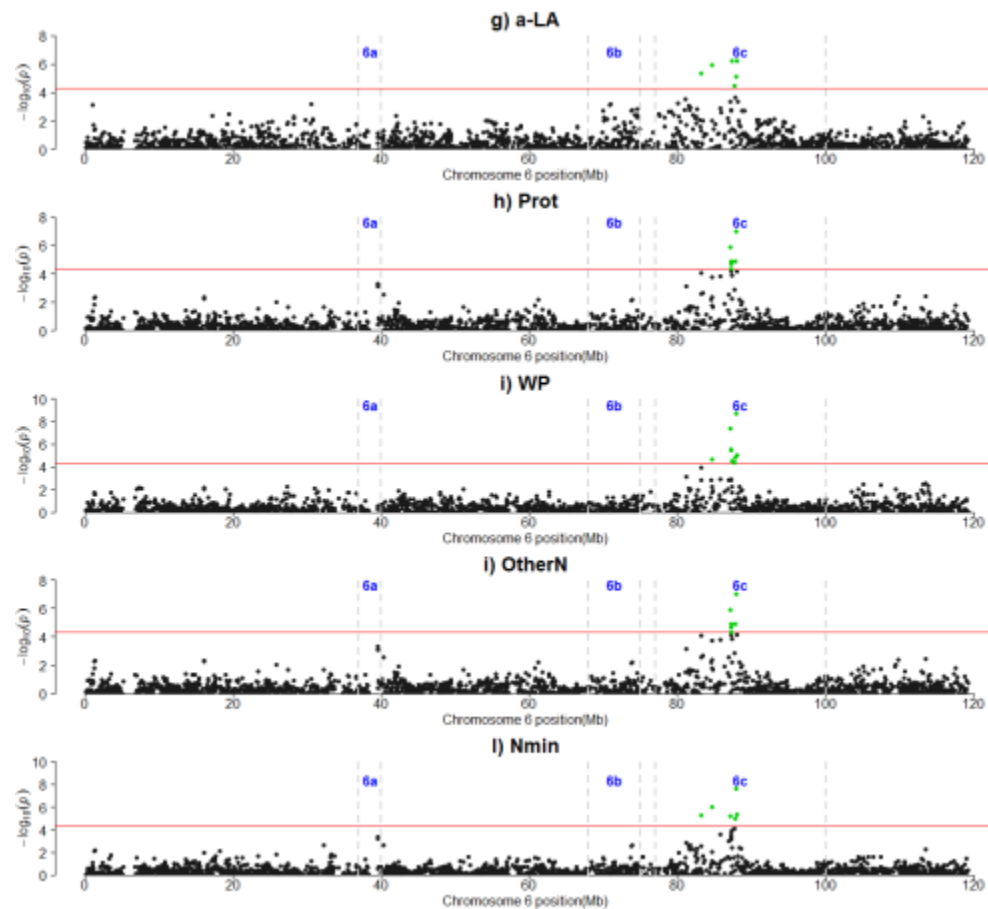 g) a-LA
8
6
4
2
0
−log₁₀(p)
6a
6b
6c
0 20 40 60 80 100 120
Chromosome 6 position(Mb)
h) Prot
8
6
4
2
0
−log₁₀(p)
6a
6b
6c
0 20 40 60 80 100 120
Chromosome 6 position(Mb)
i) WP
10
8
6
4
2
0
−log₁₀(p)
6a
6b
6c
0 20 40 60 80 100 120
Chromosome 6 position(Mb)
i) OtherN
8
6
4
2
0
−log₁₀(p)
6a
6b
6c
0 20 40 60 80 100 120
Chromosome 6 position(Mb)
l) Nmin
10
8
6
4
2
0
−log₁₀(p)
6a
6b
6c
0 20 40 60 80 100 120
Chromosome 6 position(Mb)